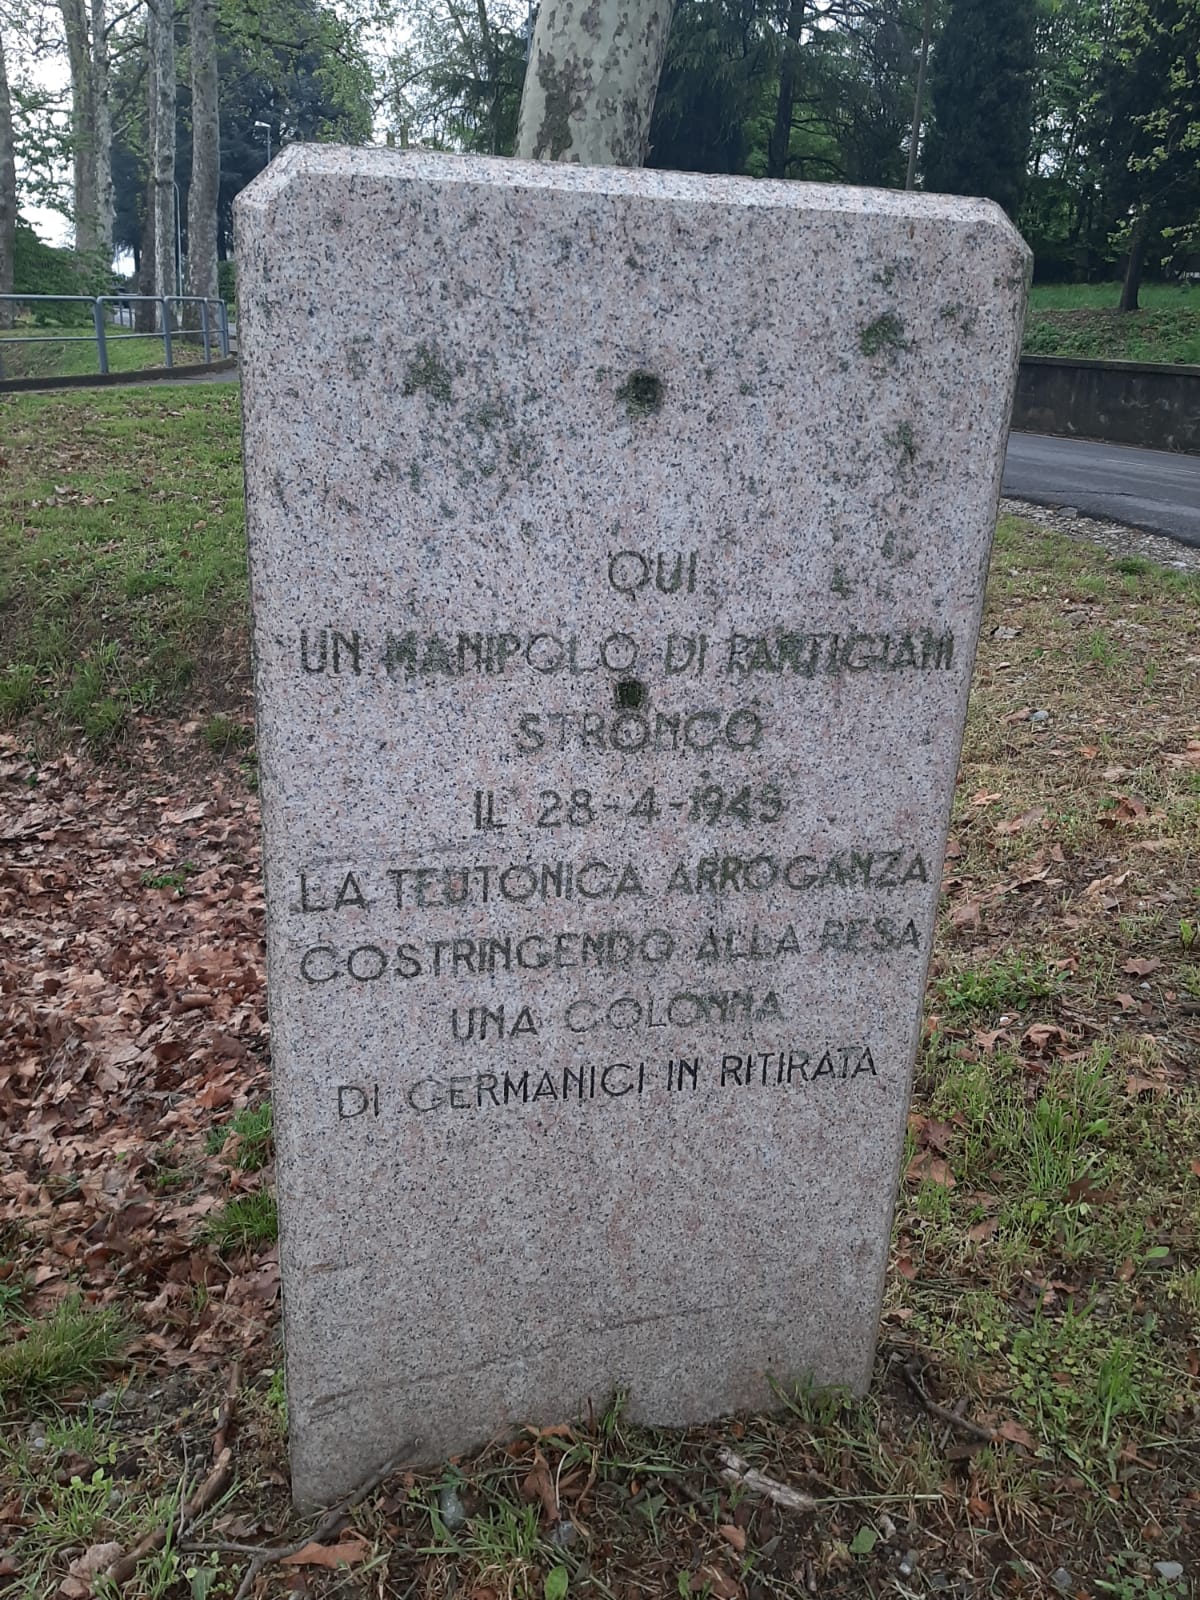 QUI
UN MANIPOLO DI PARTIGIANI
STRONCO
IL 28-4-1945
LA TEUTONICA ARROGANZA
COSTRINGENDO ALLA RESA
UNA COLONNA
DI GERMANICI IN RITIRATA